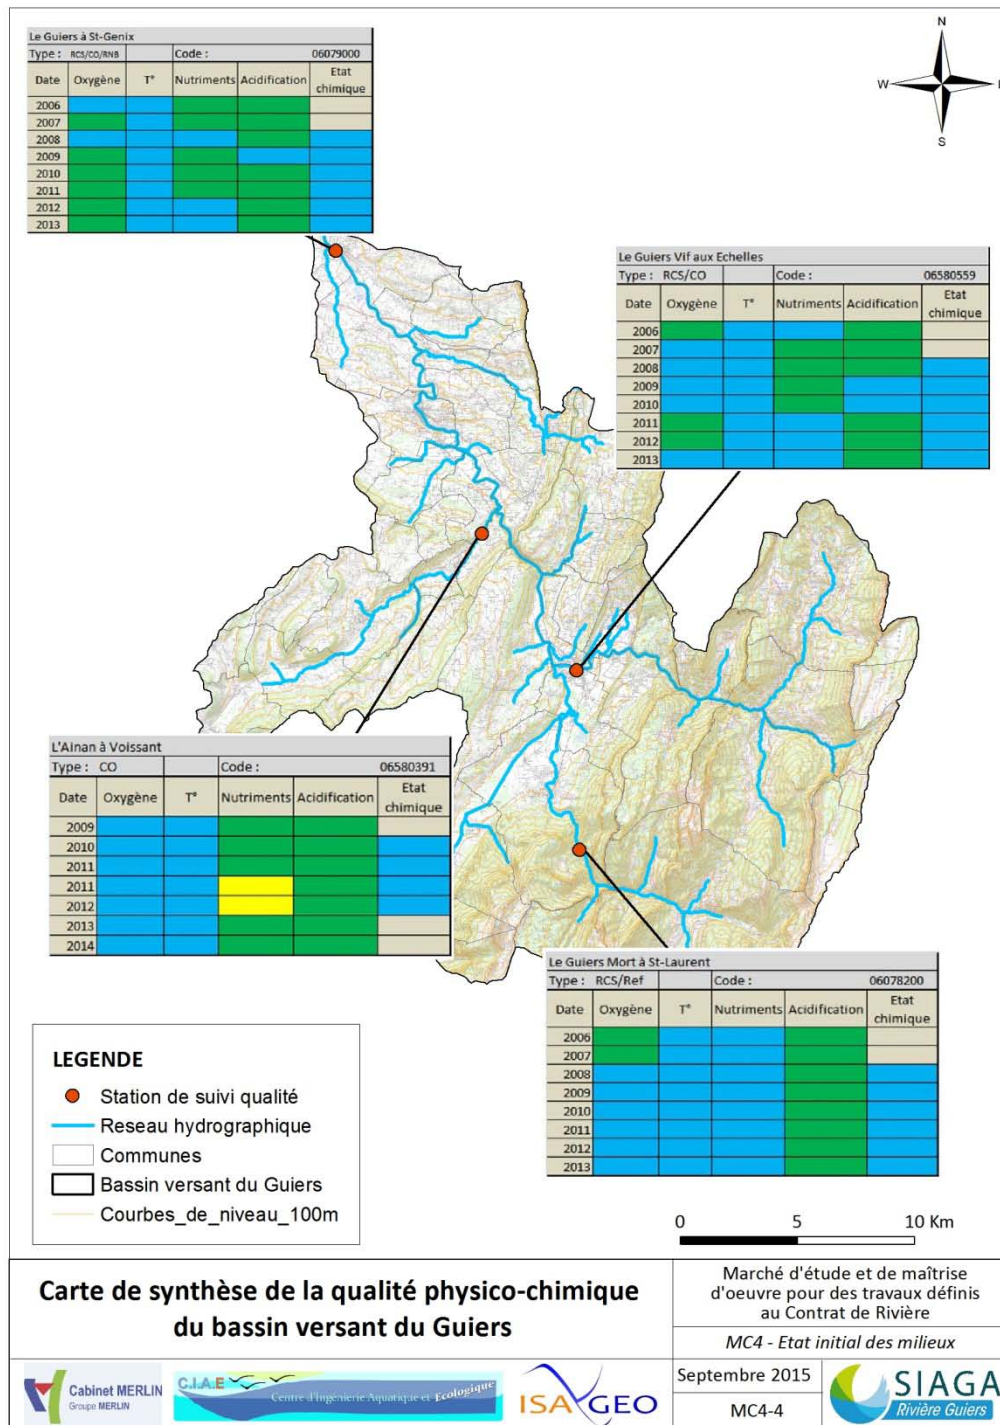 Le Guiers à St-Genix
Type : RCS/CO/RNB Code : 06079000
Date Oxygène T° Nutriments Acidification Etat chimique
2006
2007
2008
2009
2010
2011
2012
2013
N
W
S
Le Guiers Vif aux Echelles
Type : RCS/CO Code : 06580559
Date Oxygène T° Nutriments Acidification Etat chimique
2006
2007
2008
2009
2010
2011
2012
2013
L'Ainan à Voissant
Type : CO Code : 06580391
Date Oxygène T° Nutriments Acidification Etat chimique
2009
2010
2011
2011
2012
2013
2014
Le Guiers Mort à St-Laurent
Type : RCS/Ref Code : 06078200
Date Oxygène T° Nutriments Acidification Etat chimique
2006
2007
2008
2009
2010
2011
2012
2013
LEGENDE
Station de suivi qualité
Reseau hydrographique
Communes
Bassin versant du Guiers
Courbes_de_niveau_100m
0 5 10 Km
Carte de synthèse de la qualité physico-chimique
du bassin versant du Guiers
Marché d'étude et de maîtrise
d'oeuvre pour des travaux définis
au Contrat de Rivière
MC4 - Etat initial des milieux
Septembre 2015
MC4-4
Cabinet MERLIN
Groupe MERLIN
C.I.A.E
Centre d'Ingénierie Aquatique et Ecologique
ISA GEO
SIAGA
Rivière Guiers